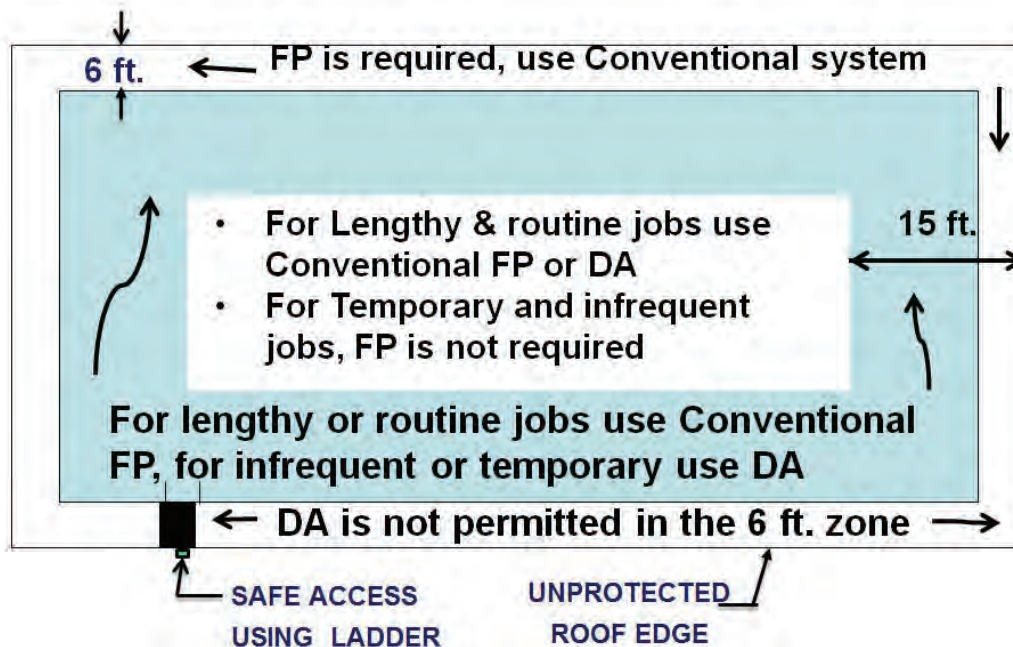 6 ft.
FP is required, use Conventional system
• For Lengthy & routine jobs use
Conventional FP or DA
• For Temporary and infrequent
jobs, FP is not required
15 ft.
For lengthy or routine jobs use Conventional
FP, for infrequent or temporary use DA
DA is not permitted in the 6 ft. zone
SAFE ACCESS
USING LADDER
UNPROTECTED
ROOF EDGE